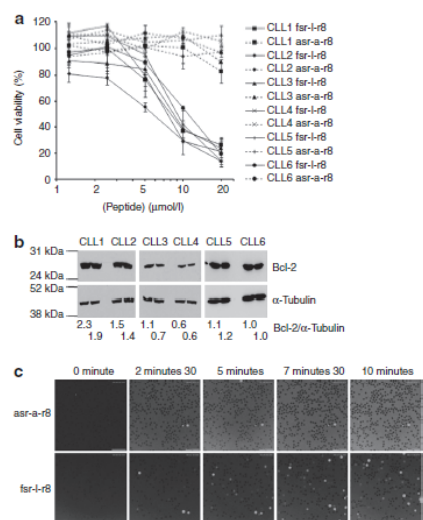 a
120
100
80
60
40
20
0
Cell viability (%)
1 2 5 10 20
(Peptide) (μmol/l)
CLL1 fsr-l-r8
CLL1 asr-a-r8
CLL2 fsr-l-r8
CLL2 asr-a-r8
CLL3 fsr-l-r8
CLL3 asr-a-r8
CLL4 fsr-l-r8
CLL4 asr-a-r8
CLL5 fsr-l-r8
CLL5 asr-a-r8
CLL6 fsr-l-r8
CLL6 asr-a-r8
b
CLL1 CLL2 CLL3 CLL4 CLL5 CLL6
31 kDa
Bcl-2
24 kDa
52 kDa
α-Tubulin
38 kDa
2.3 1.5 1.1 0.6 1.1 1.0
Bcl-2/α-Tubulin
1.9 1.4 0.7 0.6 1.2 1.0
c
0 minute 2 minutes 30 5 minutes 7 minutes 30 10 minutes
asr-a-r8
fsr-l-r8